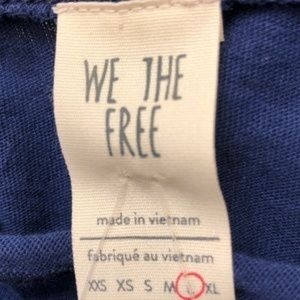 WE THE
FREE
made in vietnam
fabriqué au vietnam
XXS XS S M L XL